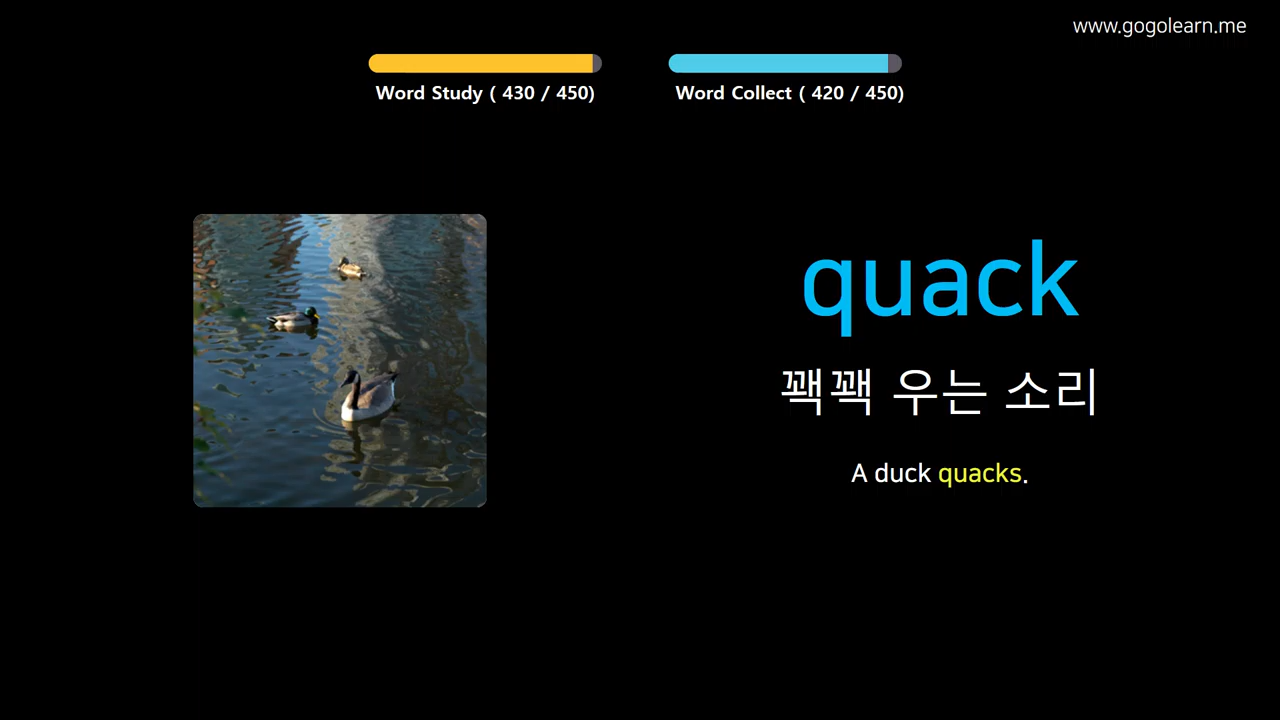 www.gogolearn.me
Word Study ( 430 / 450)
Word Collect ( 420 / 450)
quack
꽥꽥 우는 소리
A duck quacks.